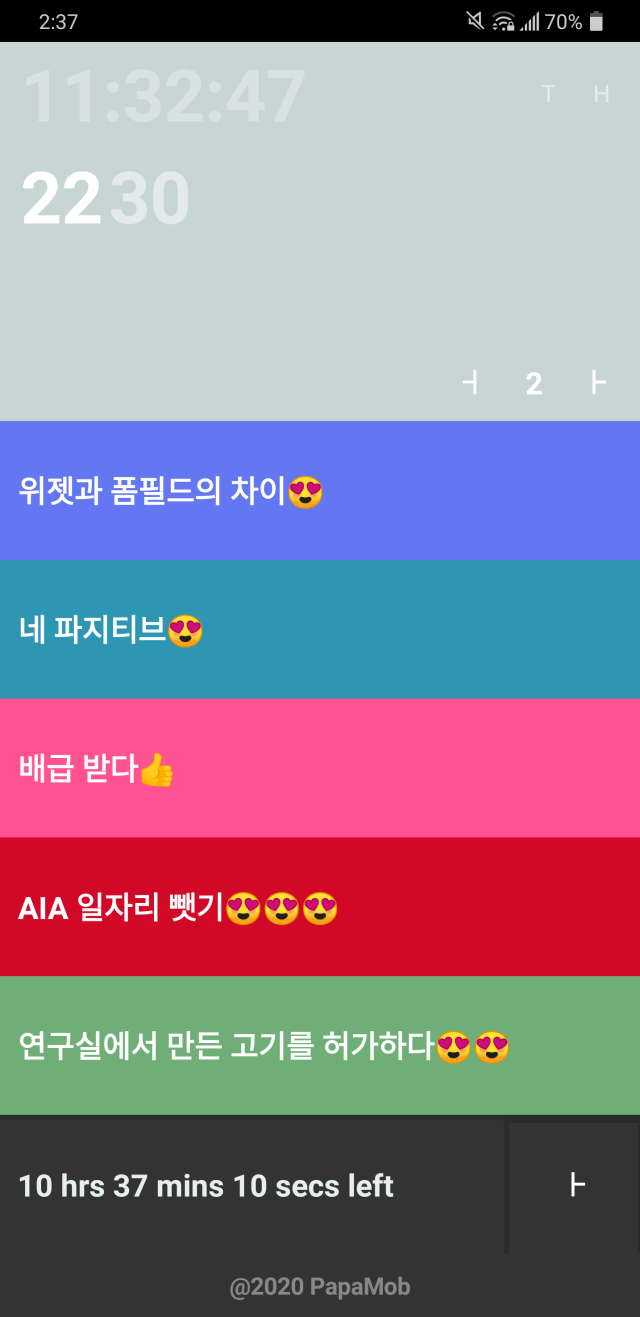 2:37 70%
11:32:47 T H
22 30
ㅓ 2 ㅏ
위젯과 폼필드의 차이😍
네 파지티브😍
배급 받다👍
AIA 일자리 뺏기😍😍😍
연구실에서 만든 고기를 허가하다😍😍
10 hrs 37 mins 10 secs left ㅏ
@2020 PapaMob